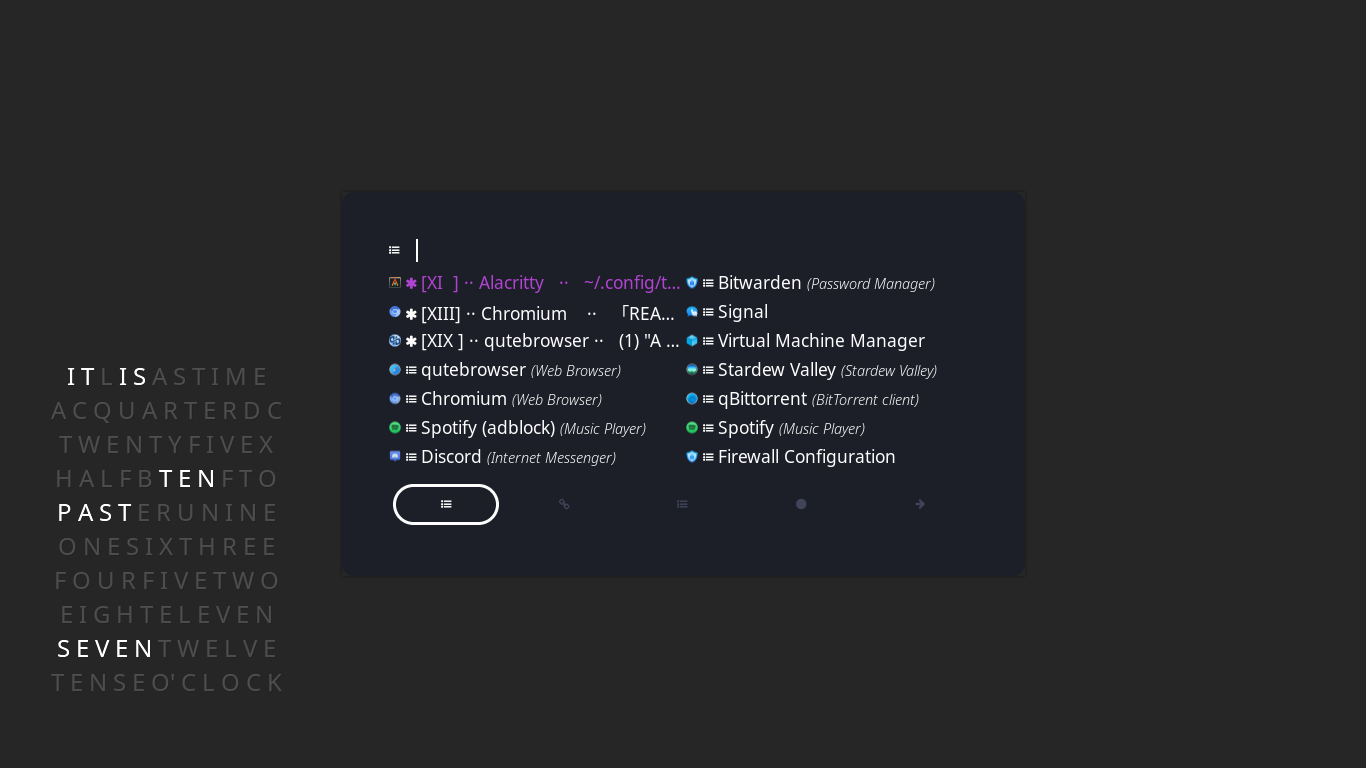 ITLISASTIME
ACQUARTERDC
TWENTYFIVEX
HALFBTENFTO
PASTERUNINE
ONESIXTHREE
FOURFIVETWO
EIGHTELEVEN
SEVENTWELVE
TENSEO'CLOCK
[XI ] ·· Alacritty ·· ~/.config/t...
[XIII] ·· Chromium ·· 「REA...
[XIX ] ·· qutebrowser ·· (1) "A ...
qutebrowser (Web Browser)
Chromium (Web Browser)
Spotify (adblock) (Music Player)
Discord (Internet Messenger)
Bitwarden (Password Manager)
Signal
Virtual Machine Manager
Stardew Valley (Stardew Valley)
qBittorrent (BitTorrent client)
Spotify (Music Player)
Firewall Configuration